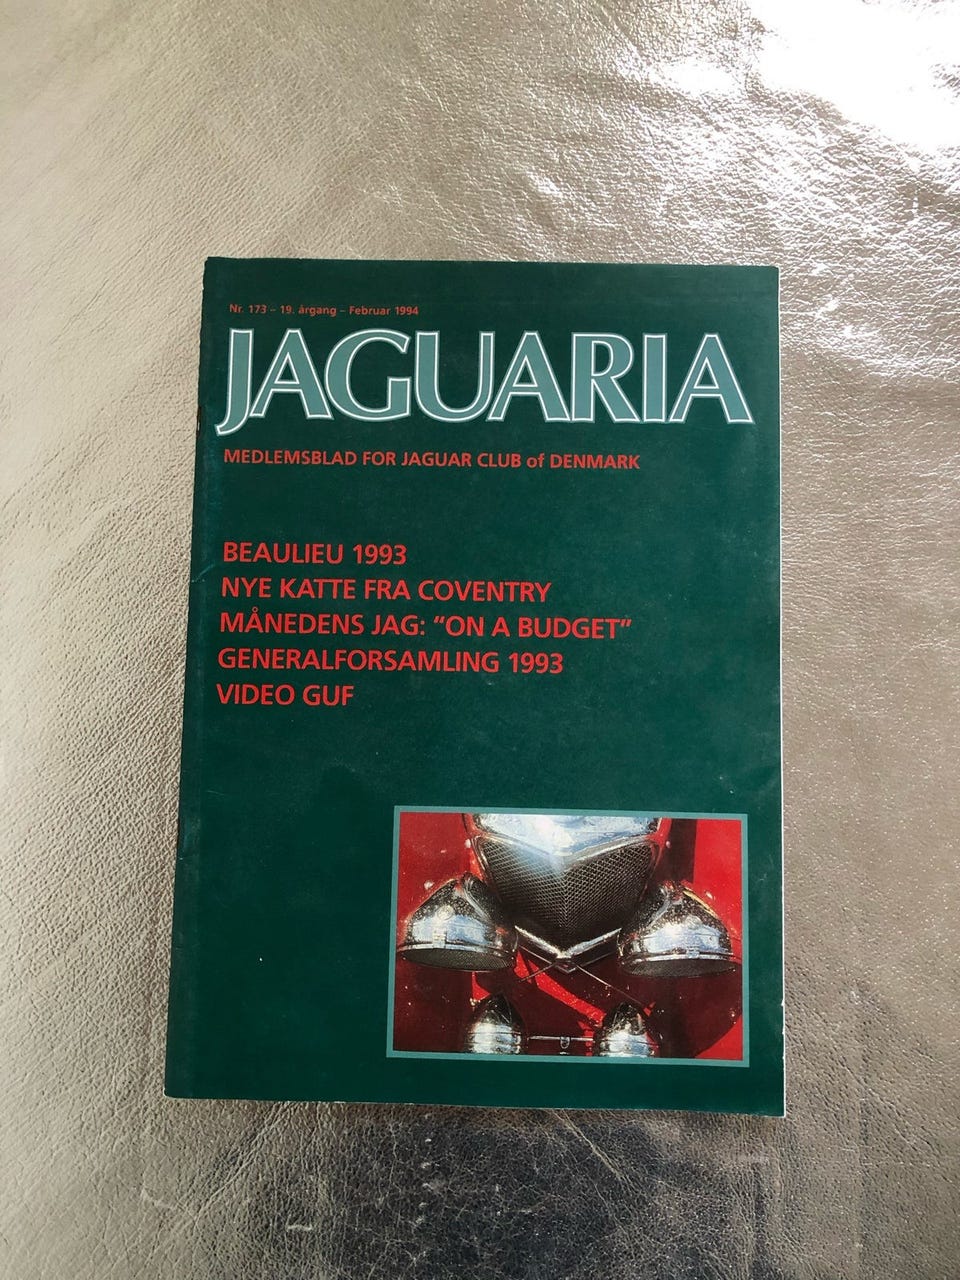 Nr. 173 – 19. årgang – Februar 1994
JAGUARIA
MEDLEMSBLAD FOR JAGUAR CLUB of DENMARK
BEAULIEU 1993
NYE KATTE FRA COVENTRY
MÅNEDENS JAG: “ON A BUDGET”
GENERALFORSAMLING 1993
VIDEO GUF